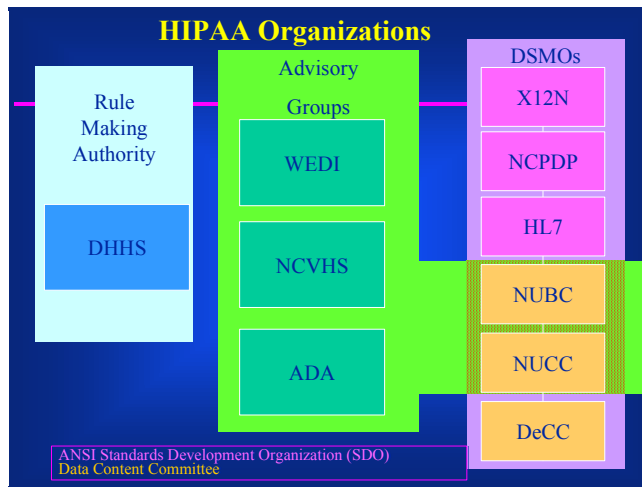 HIPAA Organizations
Rule
Making
Authority
DHHS
Advisory
Groups
WEDI
NCVHS
ADA
DSMOs
X12N
NCPDP
HL7
NUBC
NUCC
DeCC
ANSI Standards Development Organization (SDO)
Data Content Committee